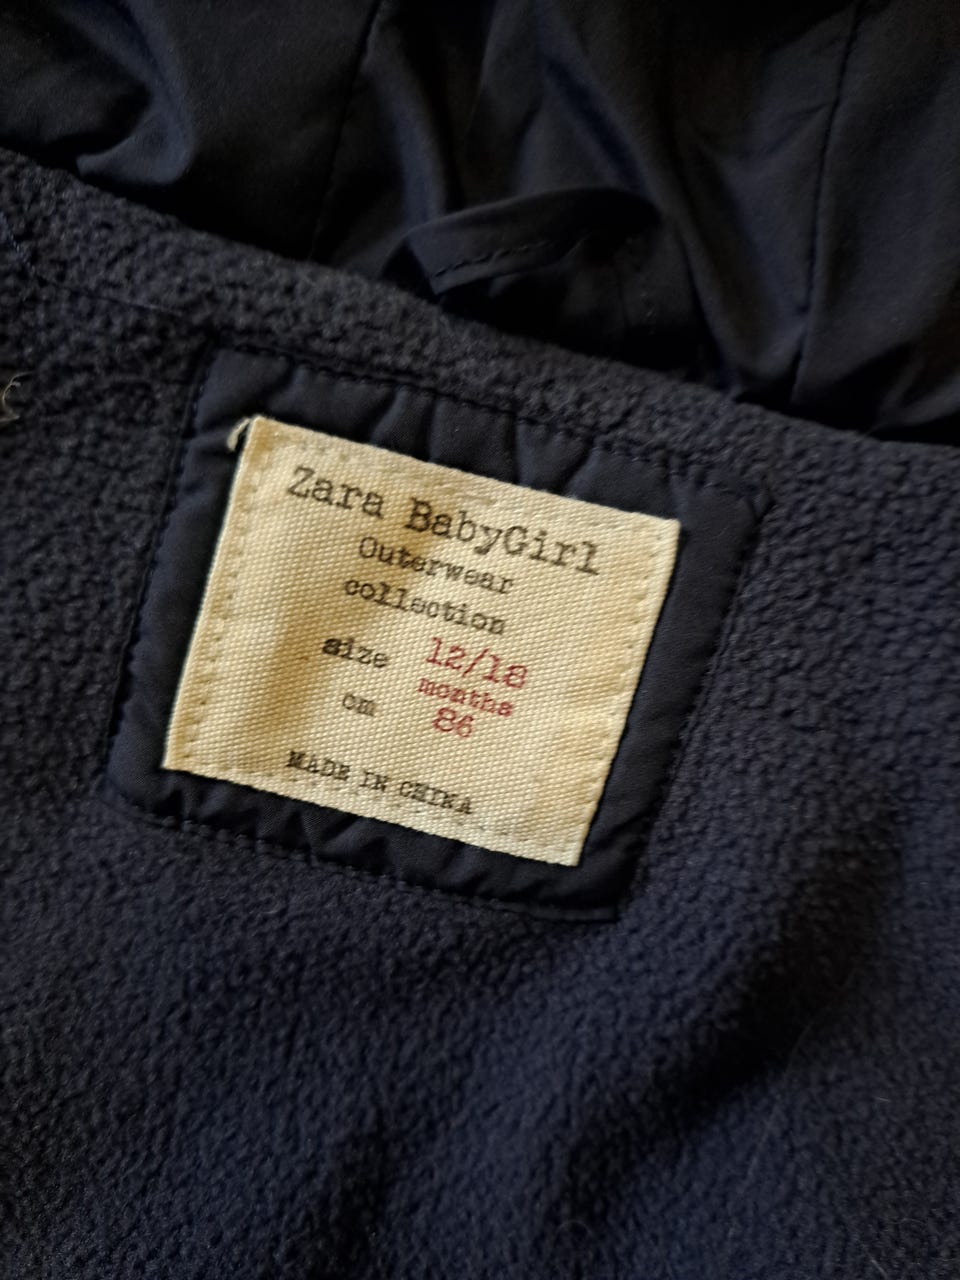 Zara BabyGirl
Outerwear
collection
size 12/18
months
cm 86
MADE IN CHINA